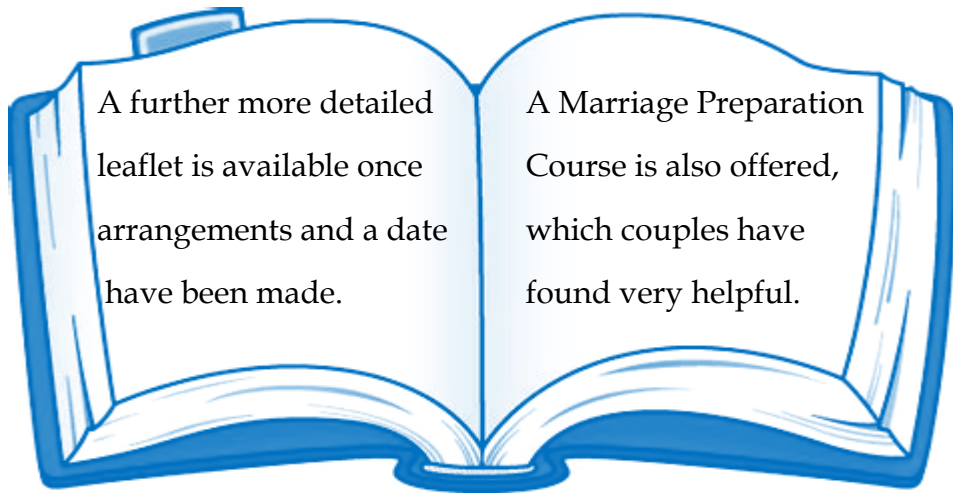 A further more detailed
leaflet is available once
arrangements and a date
have been made.
A Marriage Preparation
Course is also offered,
which couples have
found very helpful.